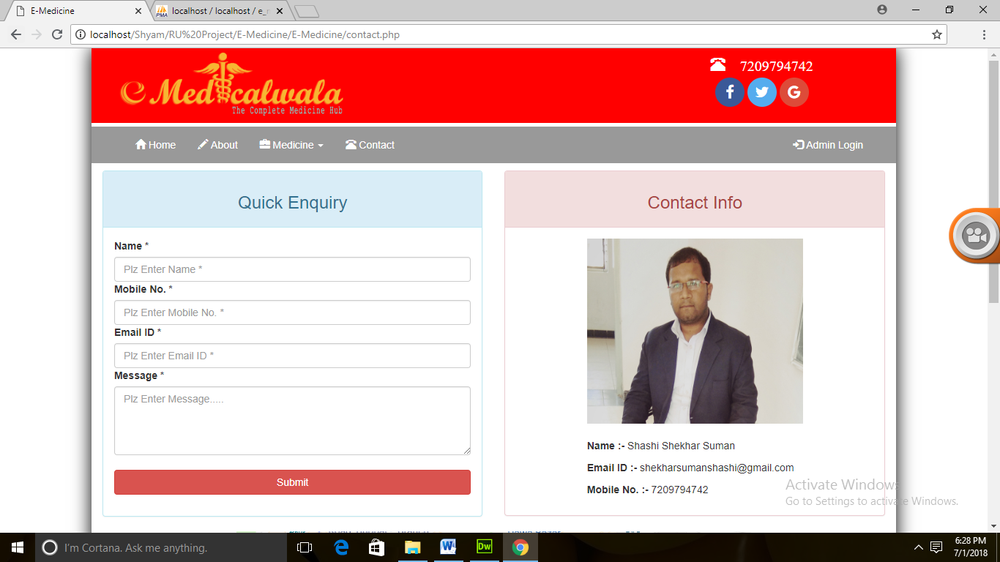 E-Medicine
localhost / localhost / e_
localhost/Shyam/RU%20Project/E-Medicine/E-Medicine/contact.php
e Medicalwala
The Complete Medicine Hub
7209794742
Home
About
Medicine
Contact
Admin Login
Quick Enquiry
Name *
Plz Enter Name *
Mobile No. *
Plz Enter Mobile No. *
Email ID *
Plz Enter Email ID *
Message *
Plz Enter Message.....
Submit
Contact Info
Name :- Shashi Shekhar Suman
Email ID :- shekharsumanshashi@gmail.com
Mobile No. :- 7209794742
Activate Windows
Go to Settings to activate Windows.
I'm Cortana. Ask me anything.
6:28 PM
7/1/2018